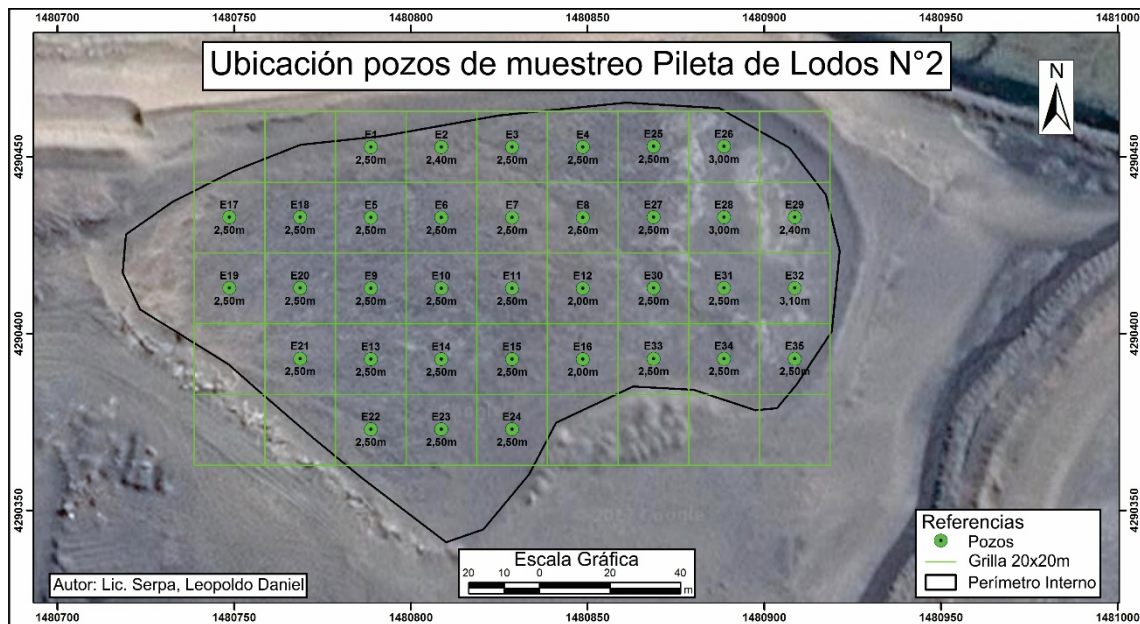 1480700 1480750 1480800 1480850 1480900 1480950 1481000
Ubicación pozos de muestreo Pileta de Lodos N°2
N
4290450 4290450
E1 E2 E3 E4 E25 E26
2,50m 2,40m 2,50m 2,50m 2,50m 3,00m
E17 E18 E5 E6 E7 E8 E27 E28 E29
2,50m 2,50m 2,50m 2,50m 2,50m 2,50m 2,50m 3,00m 2,40m
E19 E20 E9 E10 E11 E12 E30 E31 E32
2,50m 2,50m 2,50m 2,50m 2,50m 2,00m 2,50m 2,50m 3,10m
4290400 4290400
E21 E13 E14 E15 E16 E33 E34 E35
2,50m 2,50m 2,50m 2,50m 2,00m 2,50m 2,50m 2,50m
E22 E23 E24
2,50m 2,50m 2,50m
4290350 4290350
Referencias
Pozos
Grilla 20x20m
Perímetro Interno
Escala Gráfica
20 10 0 20 40
m
Autor: Lic. Serpa, Leopoldo Daniel
1480700 1480750 1480800 1480850 1480900 1480950 1481000